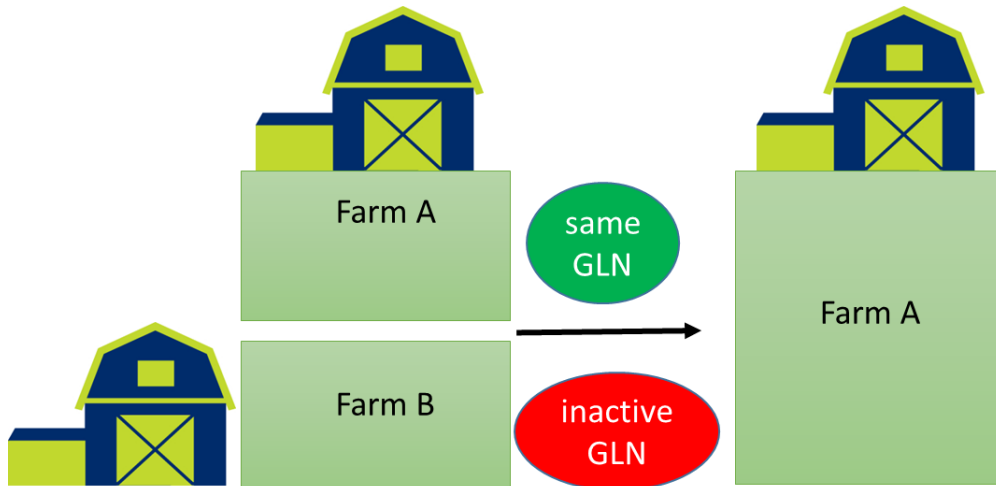 Farm A
same
GLN
Farm A
Farm B
inactive
GLN